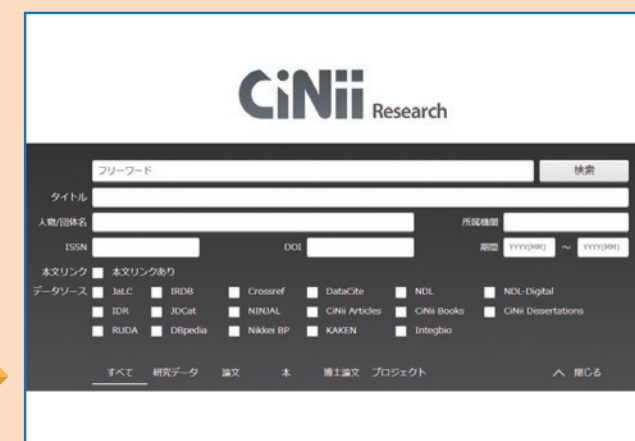 CiNii Research
フリーワード 検索
タイトル
人物/団体名 所属機関
ISSN DOI 期間 YYYY(MM) ～ YYYY(MM)
本文リンク 本文リンクあり
データソース JaLC IRDB Crossref DataCite NDL NDL-Digital
IDR JDCat NINJAL CiNii Articles CiNii Books CiNii Dissertations
RUDA DBpedia Nikkei BP KAKEN Integbio
すべて 研究データ 論文 本 博士論文 プロジェクト 閉じる